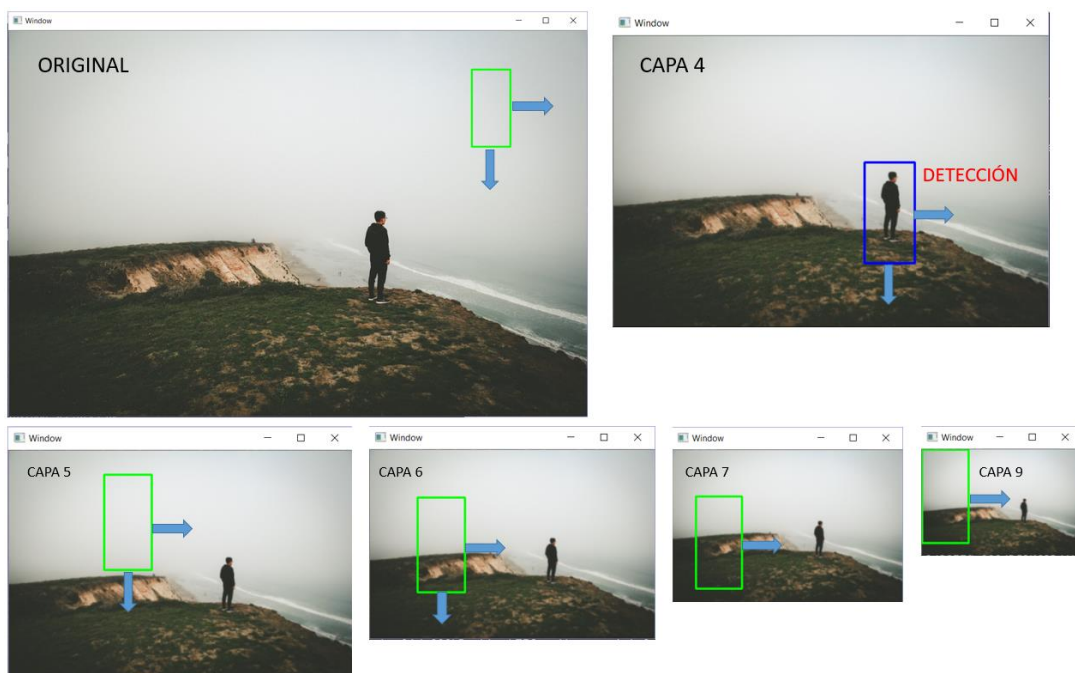 Window
ORIGINAL
Window
CAPA 4
DETECCIÓN
Window
CAPA 5
Window
CAPA 6
Window
CAPA 7
Window
CAPA 9